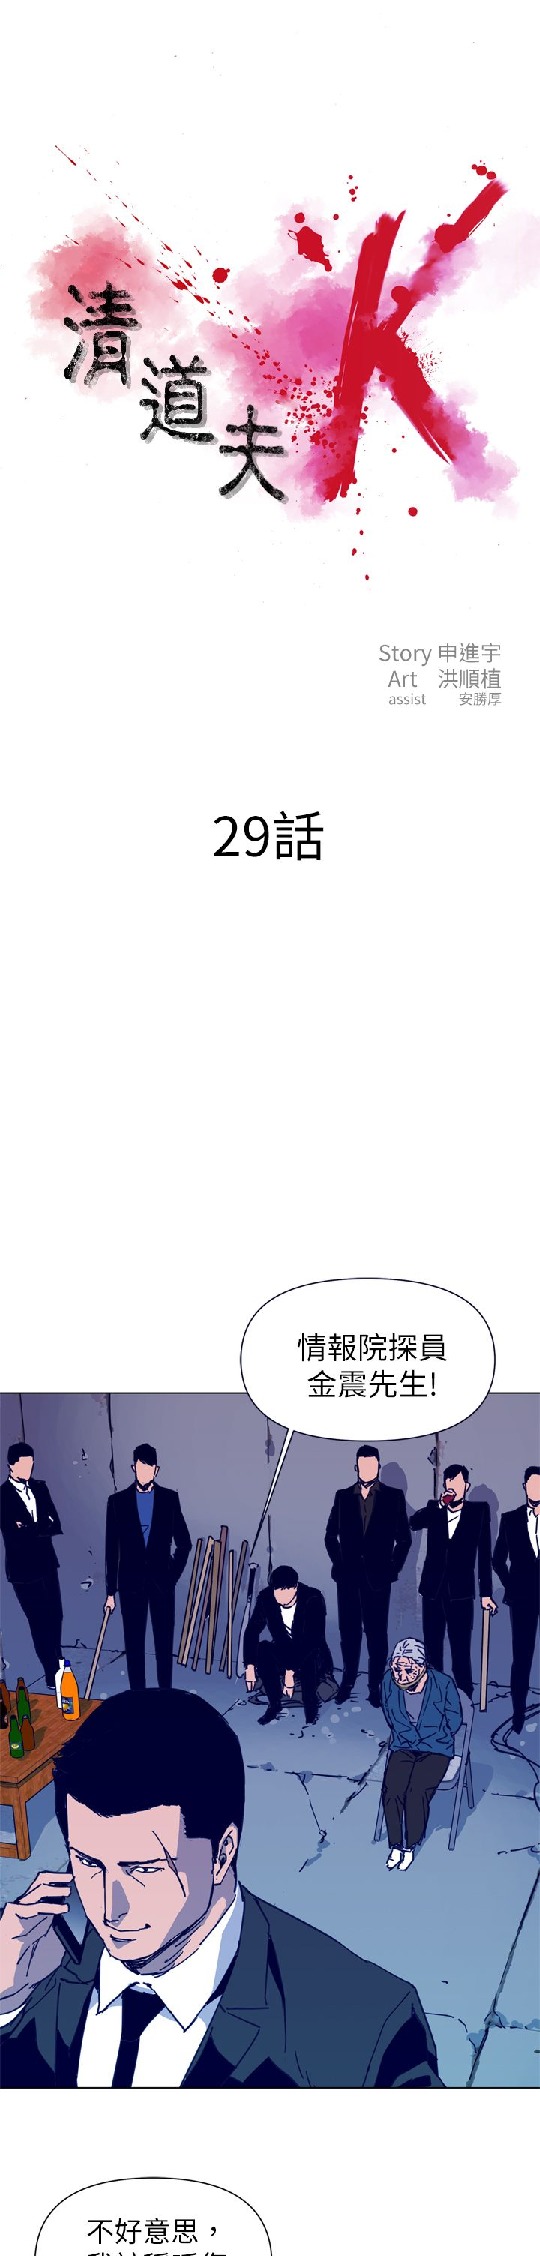 清道夫K
Story 申進宇
Art 洪順植
assist 安勝厚
29話
情報院探員
金震先生!
不好意思，